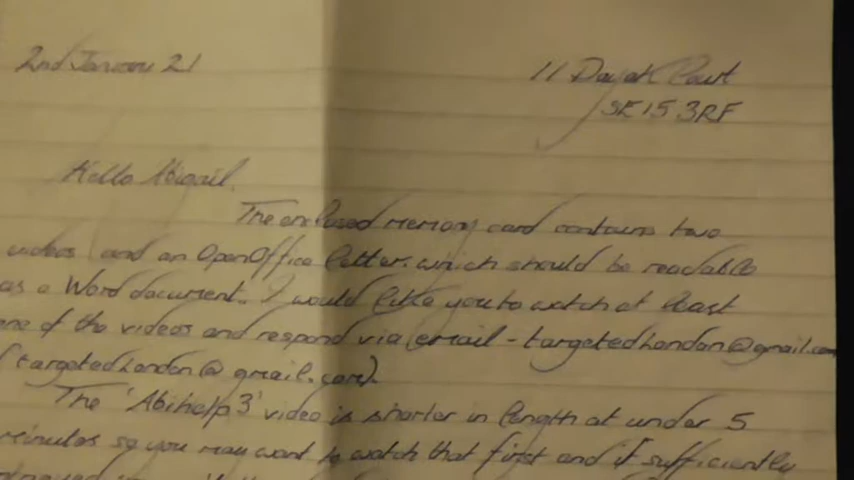 2nd January 21
11 Dayak Court
SE15 3RF
Hello Abigail,
The enclosed memory card contains two
videos and an OpenOffice letter, which should be readable
as a Word document. I would like you to watch at least
one of the videos and respond via email - targetedlondon@gmail.com
(targetedlondon@gmail.com).
The 'Abihelp3' video is shorter in length at under 5
minutes so you may want to watch that first and if sufficiently